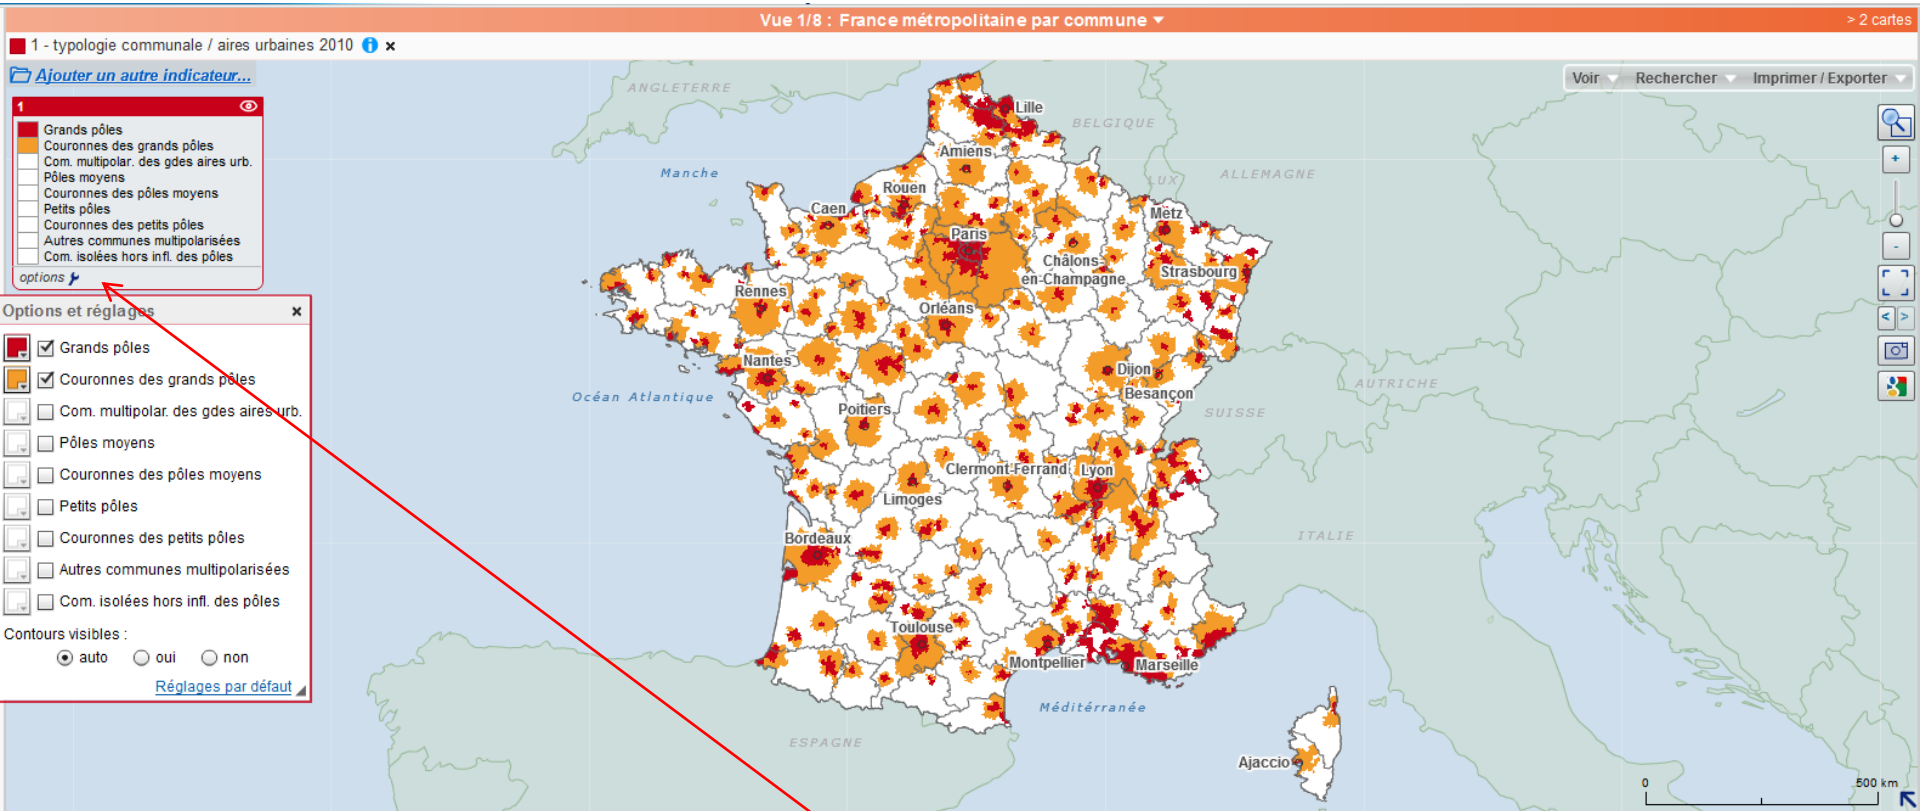 Vue 1/8 : France métropolitaine par commune
> 2 cartes
1 - typologie communale / aires urbaines 2010 i ×
Ajouter un autre indicateur...
Voir Rechercher Imprimer / Exporter
1
Grands pôles
Couronnes des grands pôles
Com. multipolar. des gdes aires urb.
Pôles moyens
Couronnes des pôles moyens
Petits pôles
Couronnes des petits pôles
Autres communes multipolarisées
Com. isolées hors infl. des pôles
options
Options et réglages ×
Grands pôles
Couronnes des grands pôles
Com. multipolar. des gdes aires urb.
Pôles moyens
Couronnes des pôles moyens
Petits pôles
Couronnes des petits pôles
Autres communes multipolarisées
Com. isolées hors infl. des pôles
Contours visibles :
auto oui non
Réglages par défaut
ANGLETERRE
Lille
BELGIQUE
Amiens
Manche
LUX
ALLEMAGNE
Rouen
Caen
Metz
Paris
Châlons-
en-Champagne
Strasbourg
Rennes
Orléans
Nantes
Dijon
Besançon
AUTRICHE
Océan Atlantique
Poitiers
SUISSE
Clermont-Ferrand
Lyon
Limoges
Bordeaux
ITALIE
Toulouse
Montpellier
Marseille
Méditérranée
ESPAGNE
Ajaccio
+
-
< >
0 500 km